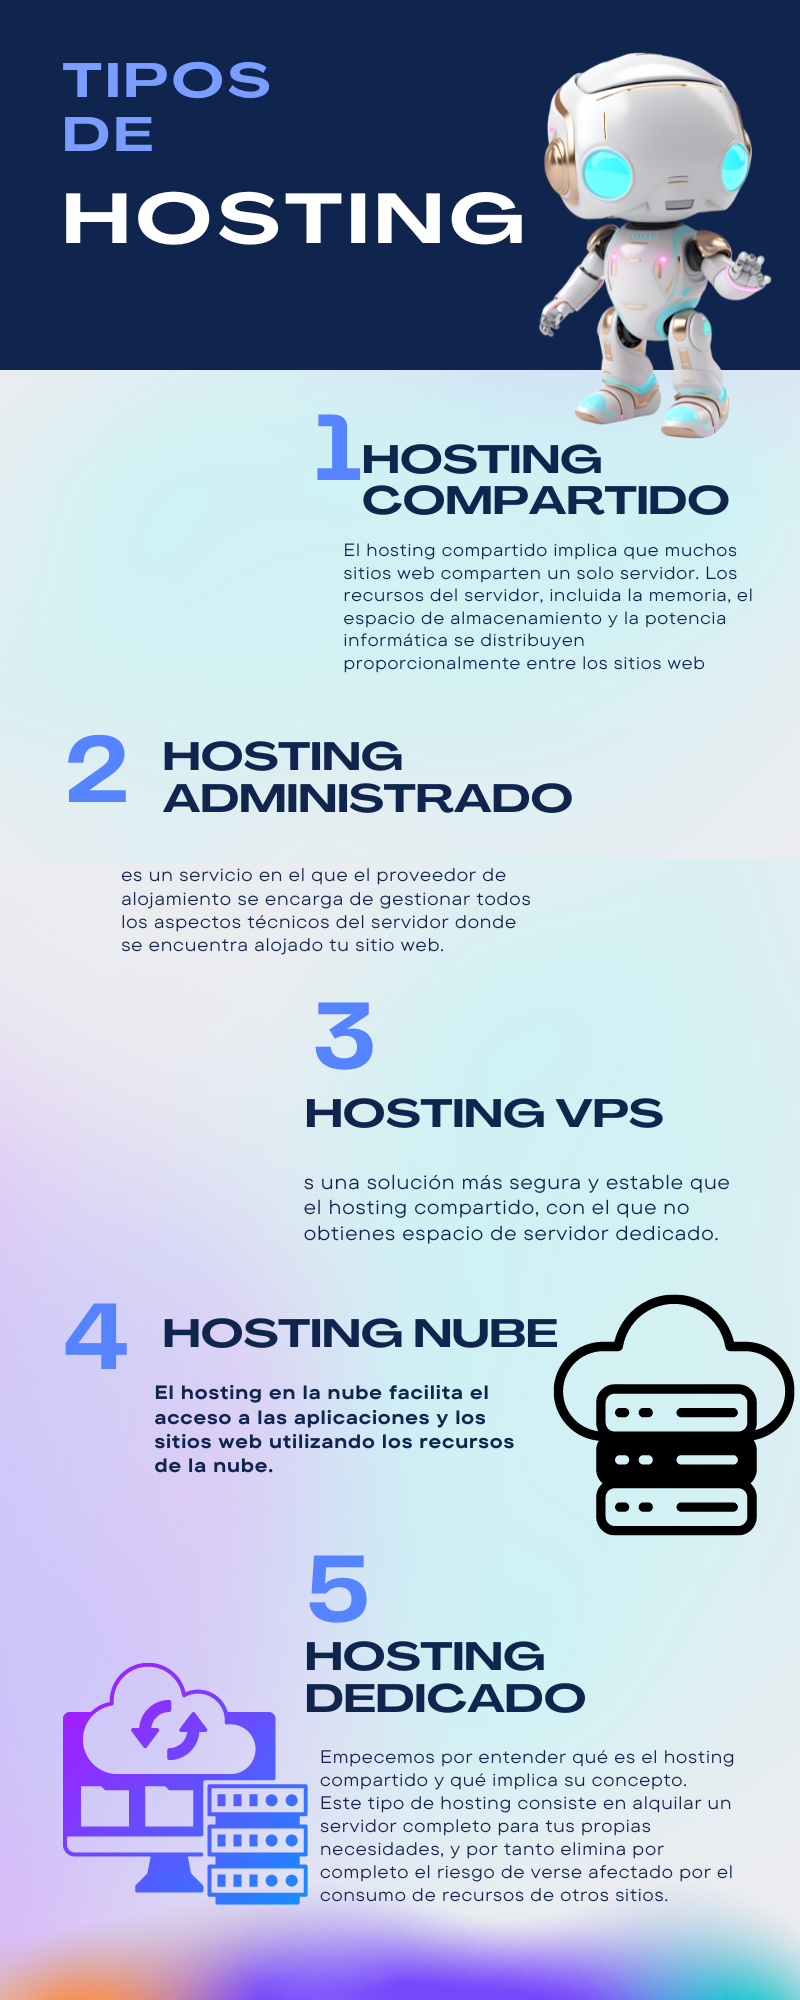 TIPOS
DE
HOSTING
1
HOSTING
COMPARTIDO
El hosting compartido implica que muchos
sitios web comparten un solo servidor. Los
recursos del servidor, incluida la memoria, el
espacio de almacenamiento y la potencia
informática se distribuyen
proporcionalmente entre los sitios web
2
HOSTING
ADMINISTRADO
es un servicio en el que el proveedor de
alojamiento se encarga de gestionar todos
los aspectos técnicos del servidor donde
se encuentra alojado tu sitio web.
3
HOSTING VPS
s una solución más segura y estable que
el hosting compartido, con el que no
obtienes espacio de servidor dedicado.
4
HOSTING NUBE
El hosting en la nube facilita el
acceso a las aplicaciones y los
sitios web utilizando los recursos
de la nube.
5
HOSTING
DEDICADO
Empecemos por entender qué es el hosting
compartido y qué implica su concepto.
Este tipo de hosting consiste en alquilar un
servidor completo para tus propias
necesidades, y por tanto elimina por
completo el riesgo de verse afectado por el
consumo de recursos de otros sitios.